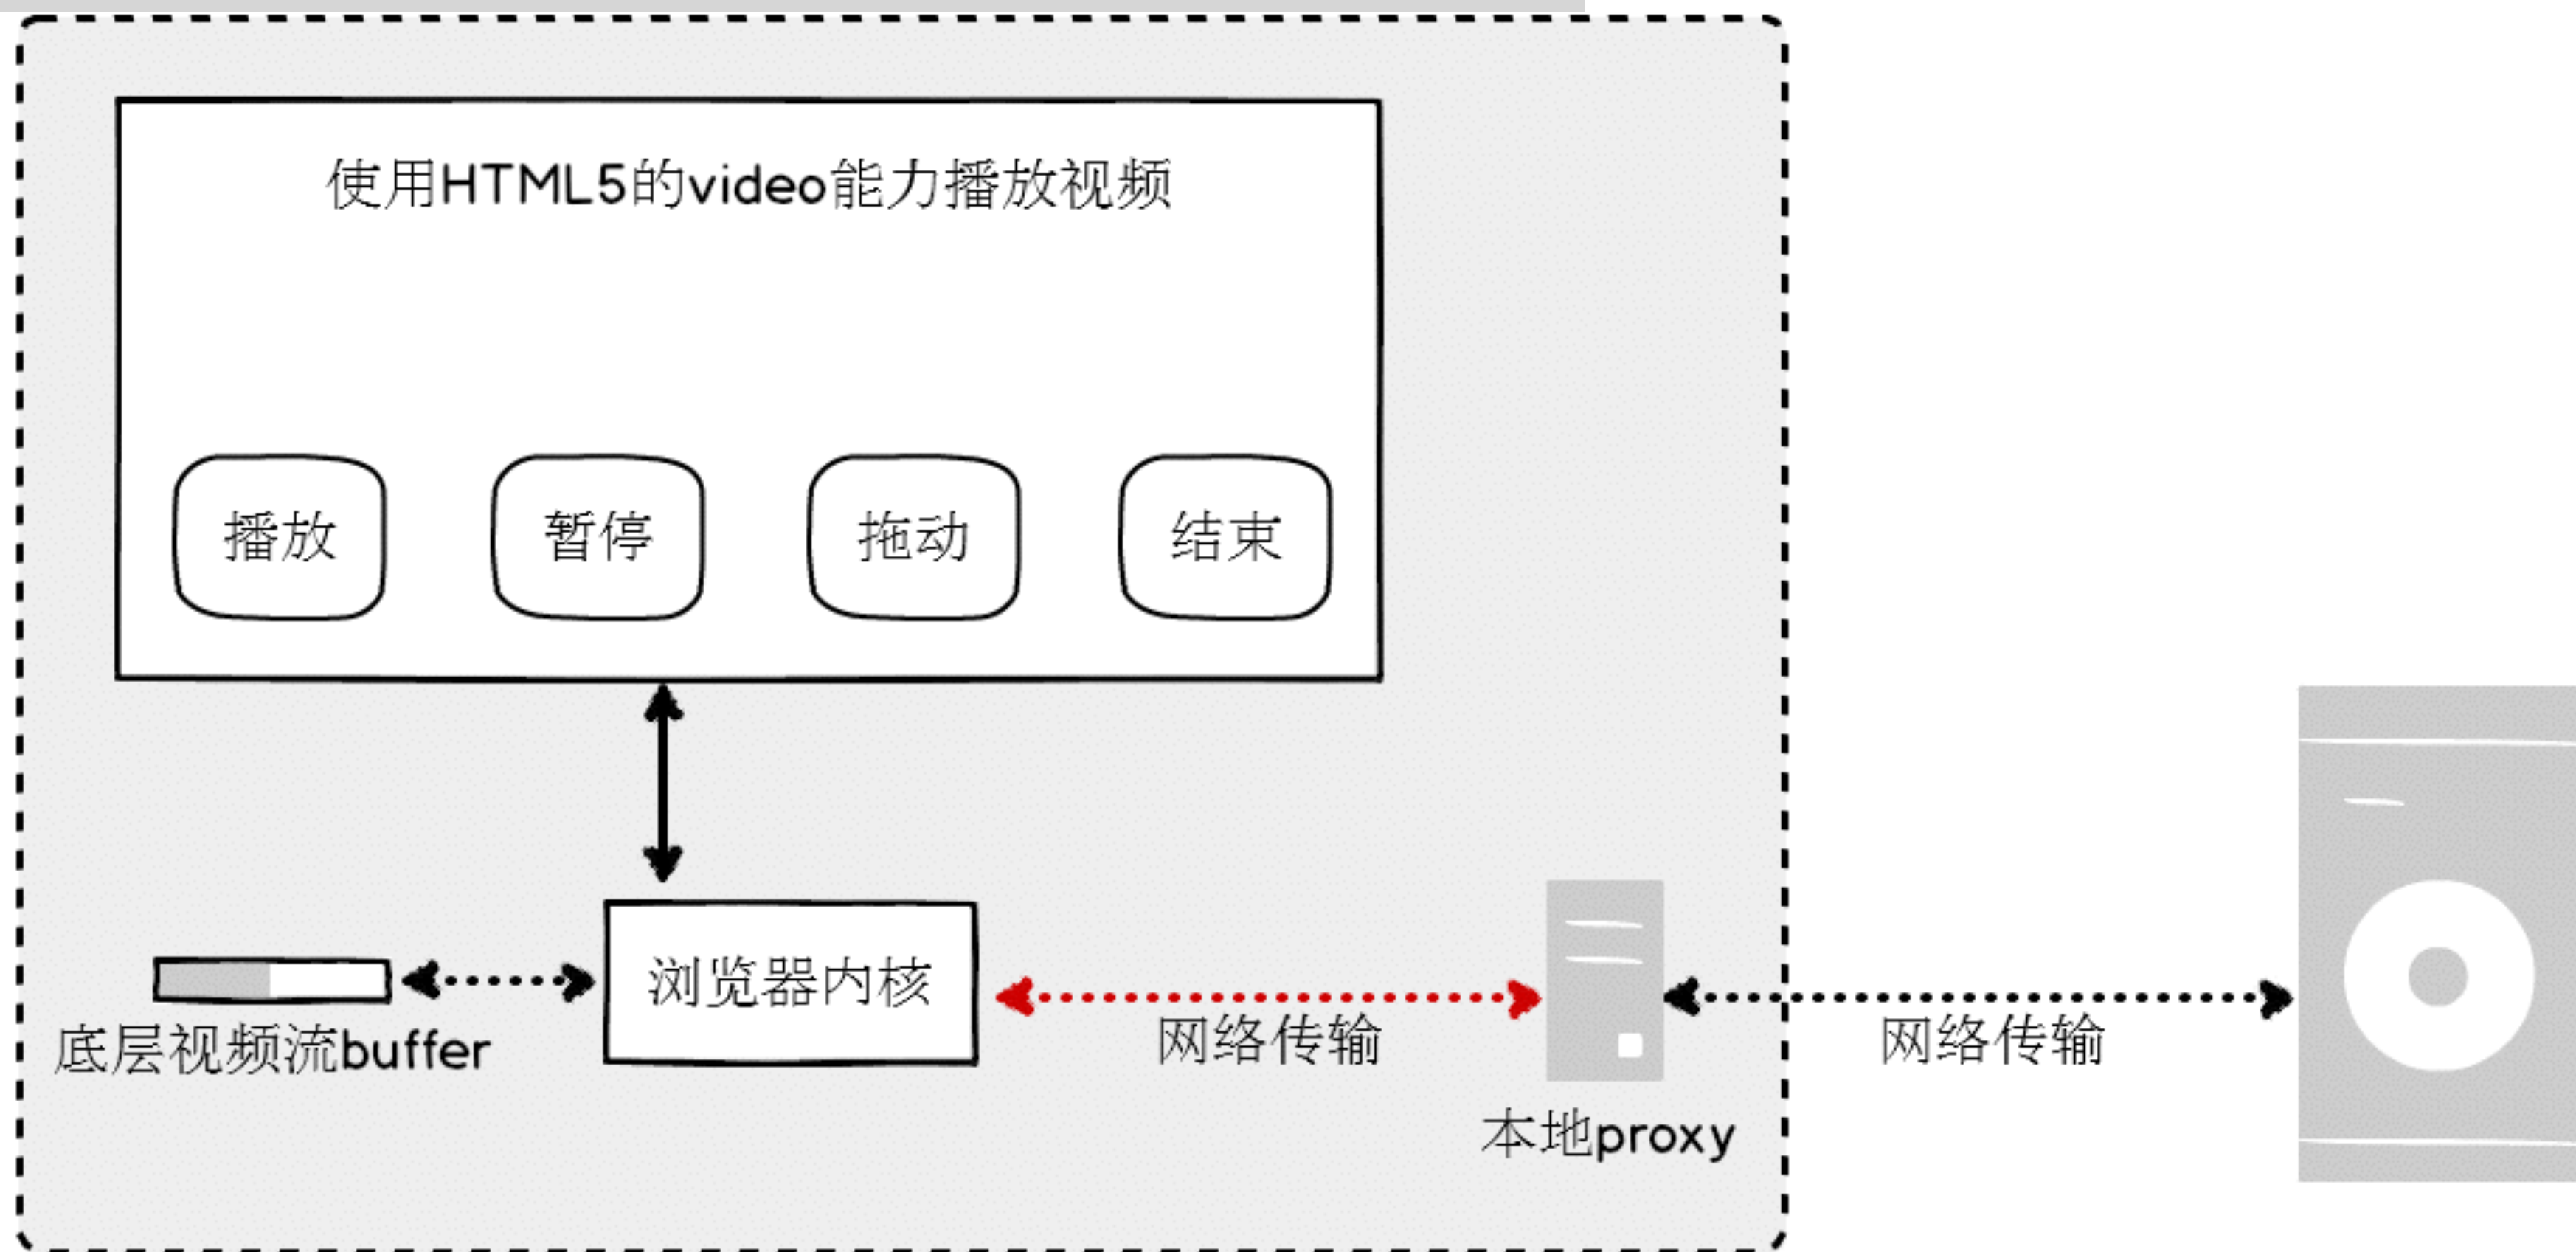 使用HTML5的video能力播放视频
播放
暂停
拖动
结束
浏览器内核
底层视频流buffer
网络传输
网络传输
本地proxy